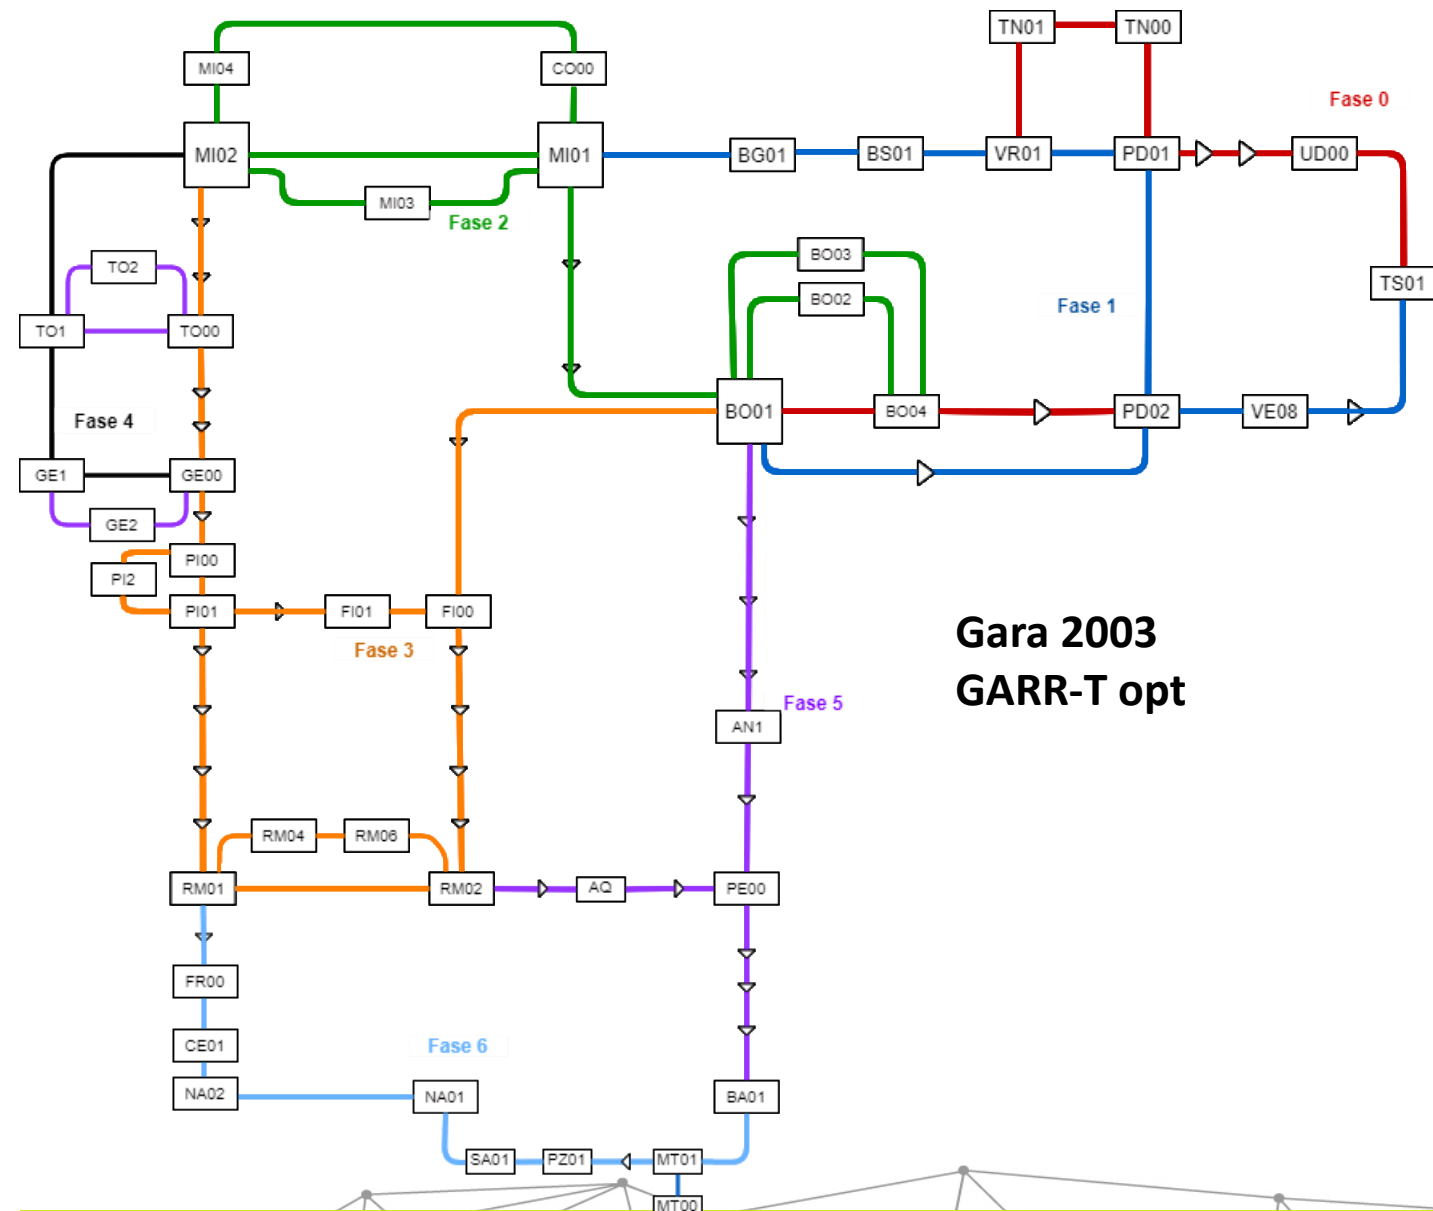 TN01
TN00
MI04
CO00
Fase 0
MI02
MI01
BG01
BS01
VR01
PD01
UD00
MI03
Fase 2
TO2
BO03
TS01
BO02
Fase 1
TO1
TO00
BO01
BO04
PD02
VE08
Fase 4
GE1
GE00
GE2
PI00
PI2
PI01
FI01
FI00
Fase 3
Gara 2003
GARR-T opt
Fase 5
AN1
RM04
RM06
RM01
RM02
AQ
PE00
FR00
CE01
Fase 6
NA02
NA01
BA01
SA01
PZ01
MT01
MT00